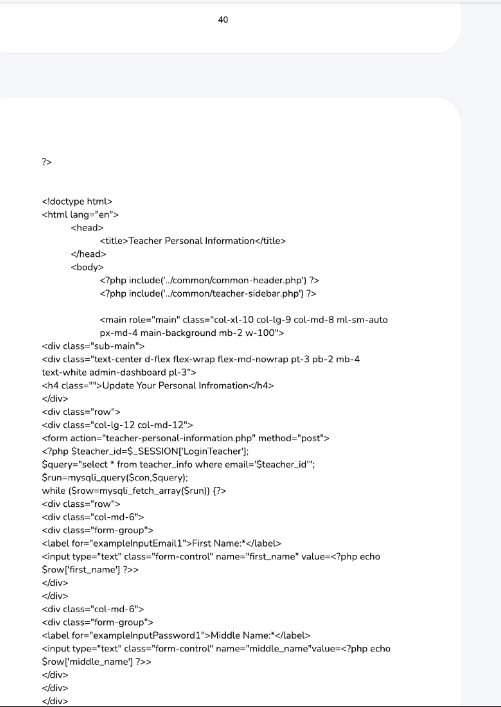 40
?>
<!doctype html>
<html lang="en">
<head>
<title>Teacher Personal Information</title>
</head>
<body>
<?php include('../common/common-header.php') ?>
<?php include('../common/teacher-sidebar.php') ?>
<main role="main" class="col-xl-10 col-lg-9 col-md-8 ml-sm-auto
px-md-4 main-background mb-2 w-100">
<div class="sub-main">
<div class="text-center d-flex flex-wrap flex-md-nowrap pt-3 pb-2 mb-4
text-white admin-dashboard pl-3">
<h4 class="">Update Your Personal Infromation</h4>
</div>
<div class="row">
<div class="col-lg-12 col-md-12">
<form action="teacher-personal-information.php" method="post">
<?php $teacher_id=$_SESSION['LoginTeacher'];
$query="select * from teacher_info where email='$teacher_id'";
$run=mysqli_query($con,$query);
while ($row=mysqli_fetch_array($run)) {?>
<div class="row">
<div class="col-md-6">
<div class="form-group">
<label for="exampleInputEmail1">First Name:*</label>
<input type="text" class="form-control" name="first_name" value=<?php echo
$row['first_name'] ?>>
</div>
</div>
<div class="col-md-6">
<div class="form-group">
<label for="exampleInputPassword1">Middle Name:*</label>
<input type="text" class="form-control" name="middle_name"value=<?php echo
$row['middle_name'] ?>>
</div>
</div>
</div>